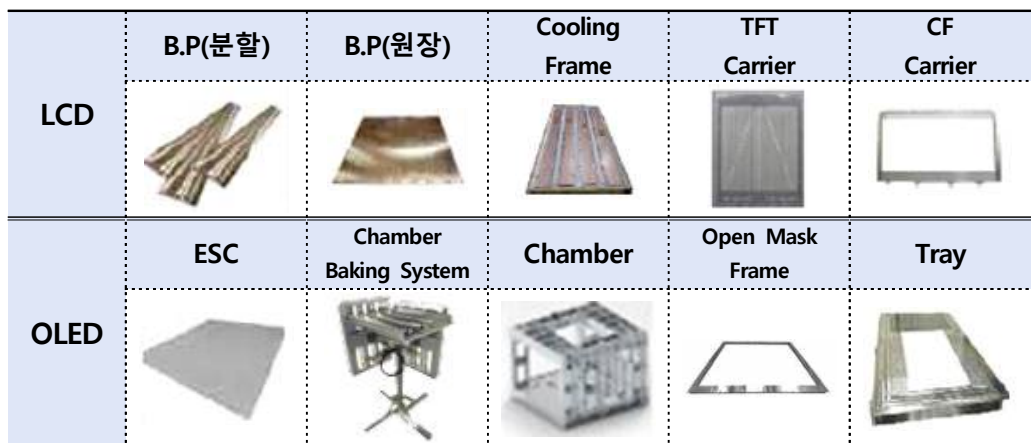 B.P(분할)
B.P(원장)
Cooling
Frame
TFT
Carrier
CF
Carrier
LCD
ESC
Chamber
Baking System
Chamber
Open Mask
Frame
Tray
OLED